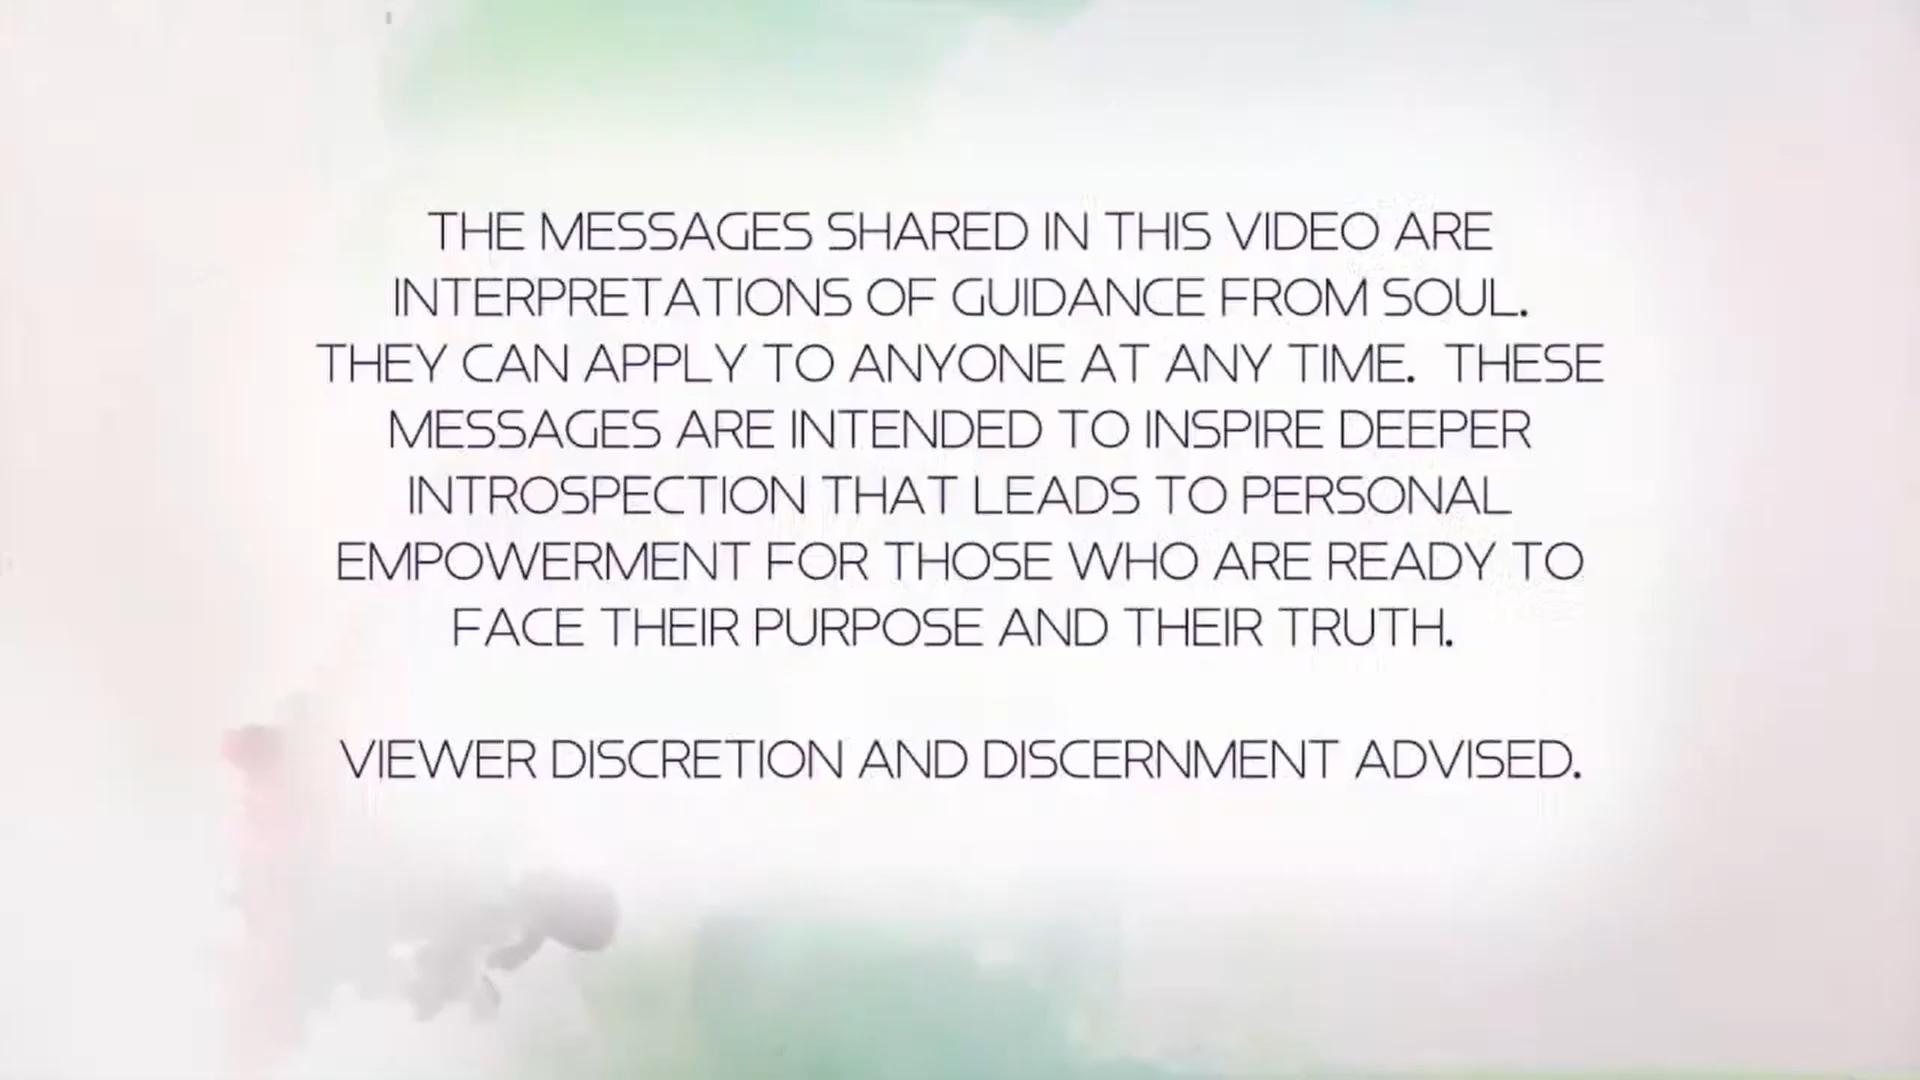 THE MESSAGES SHARED IN THIS VIDEO ARE
INTERPRETATIONS OF GUIDANCE FROM SOUL.
THEY CAN APPLY TO ANYONE AT ANY TIME.  THESE
MESSAGES ARE INTENDED TO INSPIRE DEEPER
INTROSPECTION THAT LEADS TO PERSONAL
EMPOWERMENT FOR THOSE WHO ARE READY TO
FACE THEIR PURPOSE AND THEIR TRUTH.
VIEWER DISCRETION AND DISCERNMENT ADVISED.